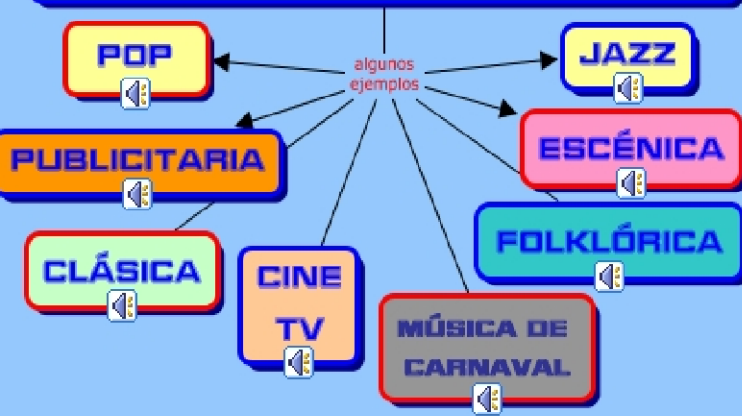 POP
algunos
ejemplos
JAZZ
PUBLICITARIA
ESCÉNICA
CLÁSICA
CINE
TV
FOLKLÓRICA
MÚSICA DE
CARNAVAL